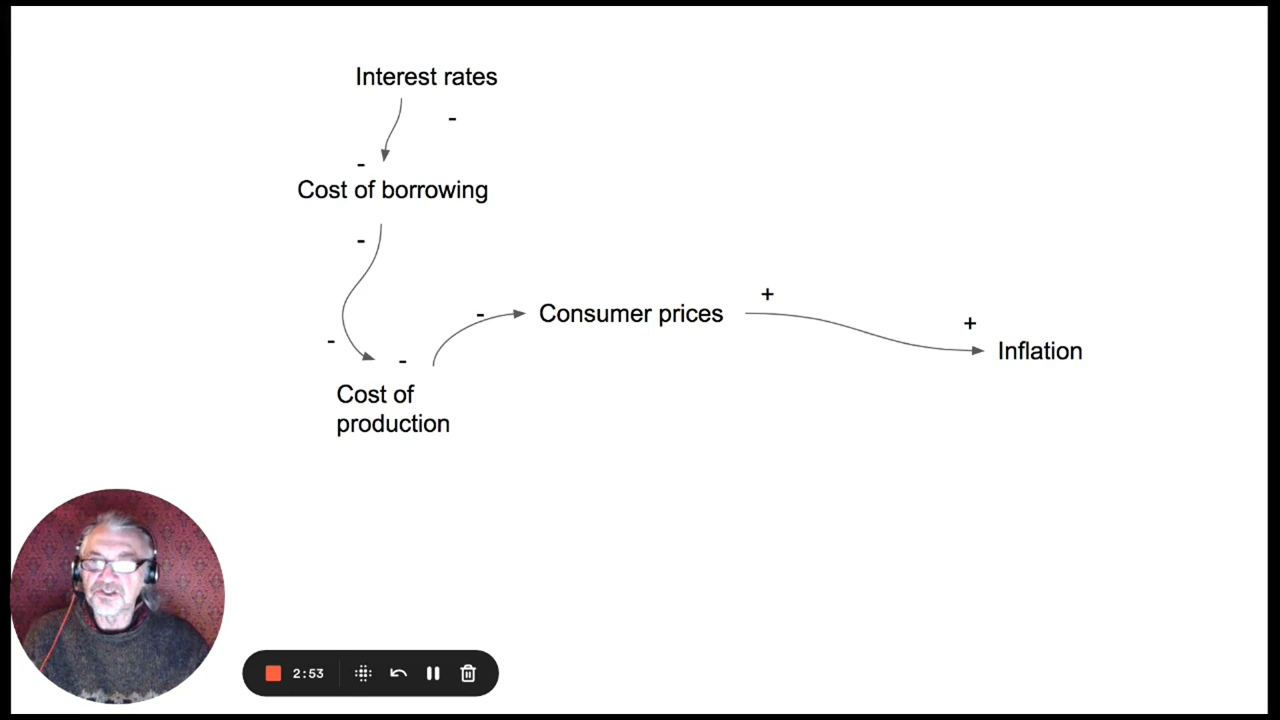 Interest rates
-
-
Cost of borrowing
-
+
-
Consumer prices
+
Inflation
-
-
Cost of
production
2:53